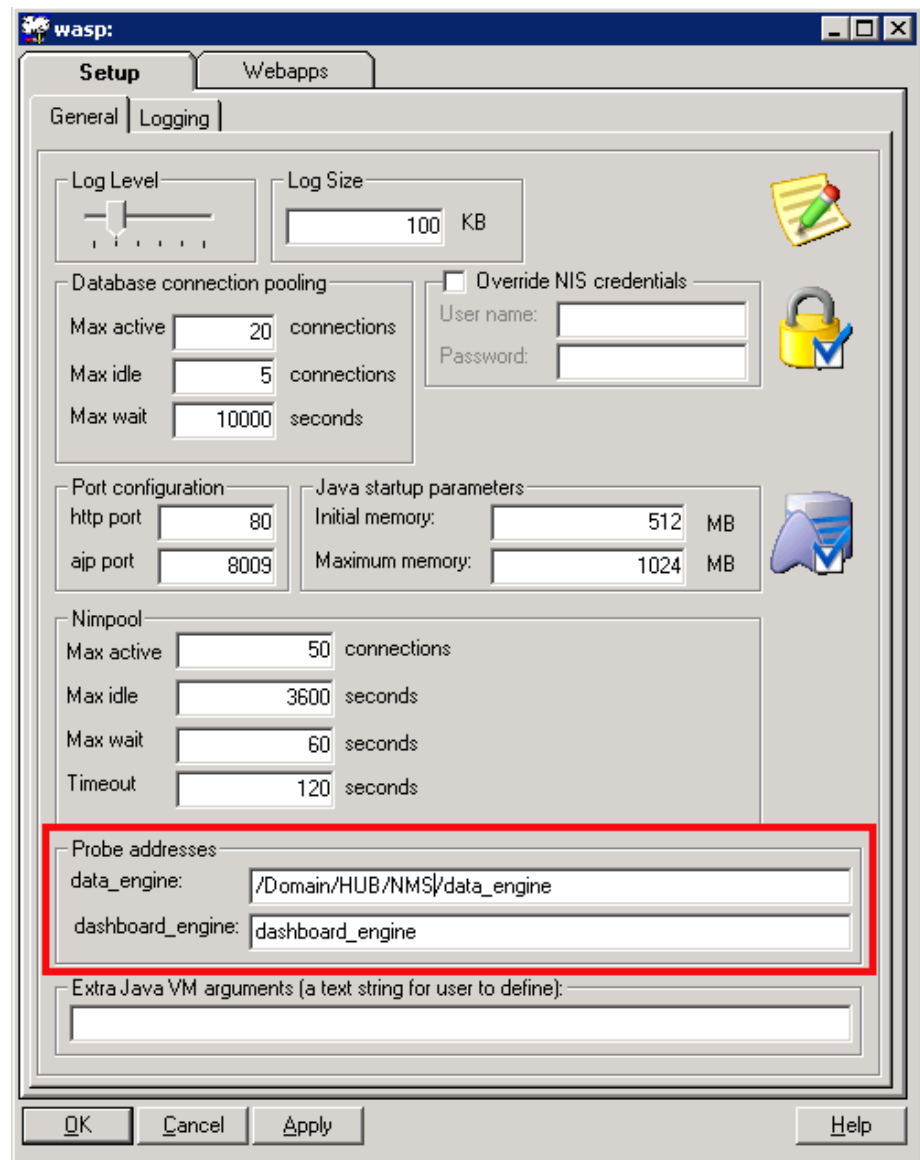 wasp:
Setup Webapps
General Logging
Log Level Log Size
100 KB
Database connection pooling Override NIS credentials
Max active 20 connections User name:
Max idle 5 connections Password:
Max wait 10000 seconds
Port configuration Java startup parameters
http port 80 Initial memory: 512 MB
ajp port 8009 Maximum memory: 1024 MB
Nimpool
Max active 50 connections
Max idle 3600 seconds
Max wait 60 seconds
Timeout 120 seconds
Probe addresses
data_engine: /Domain/HUB/NMS/data_engine
dashboard_engine: dashboard_engine
Extra Java VM arguments (a text string for user to define):
OK Cancel Apply Help